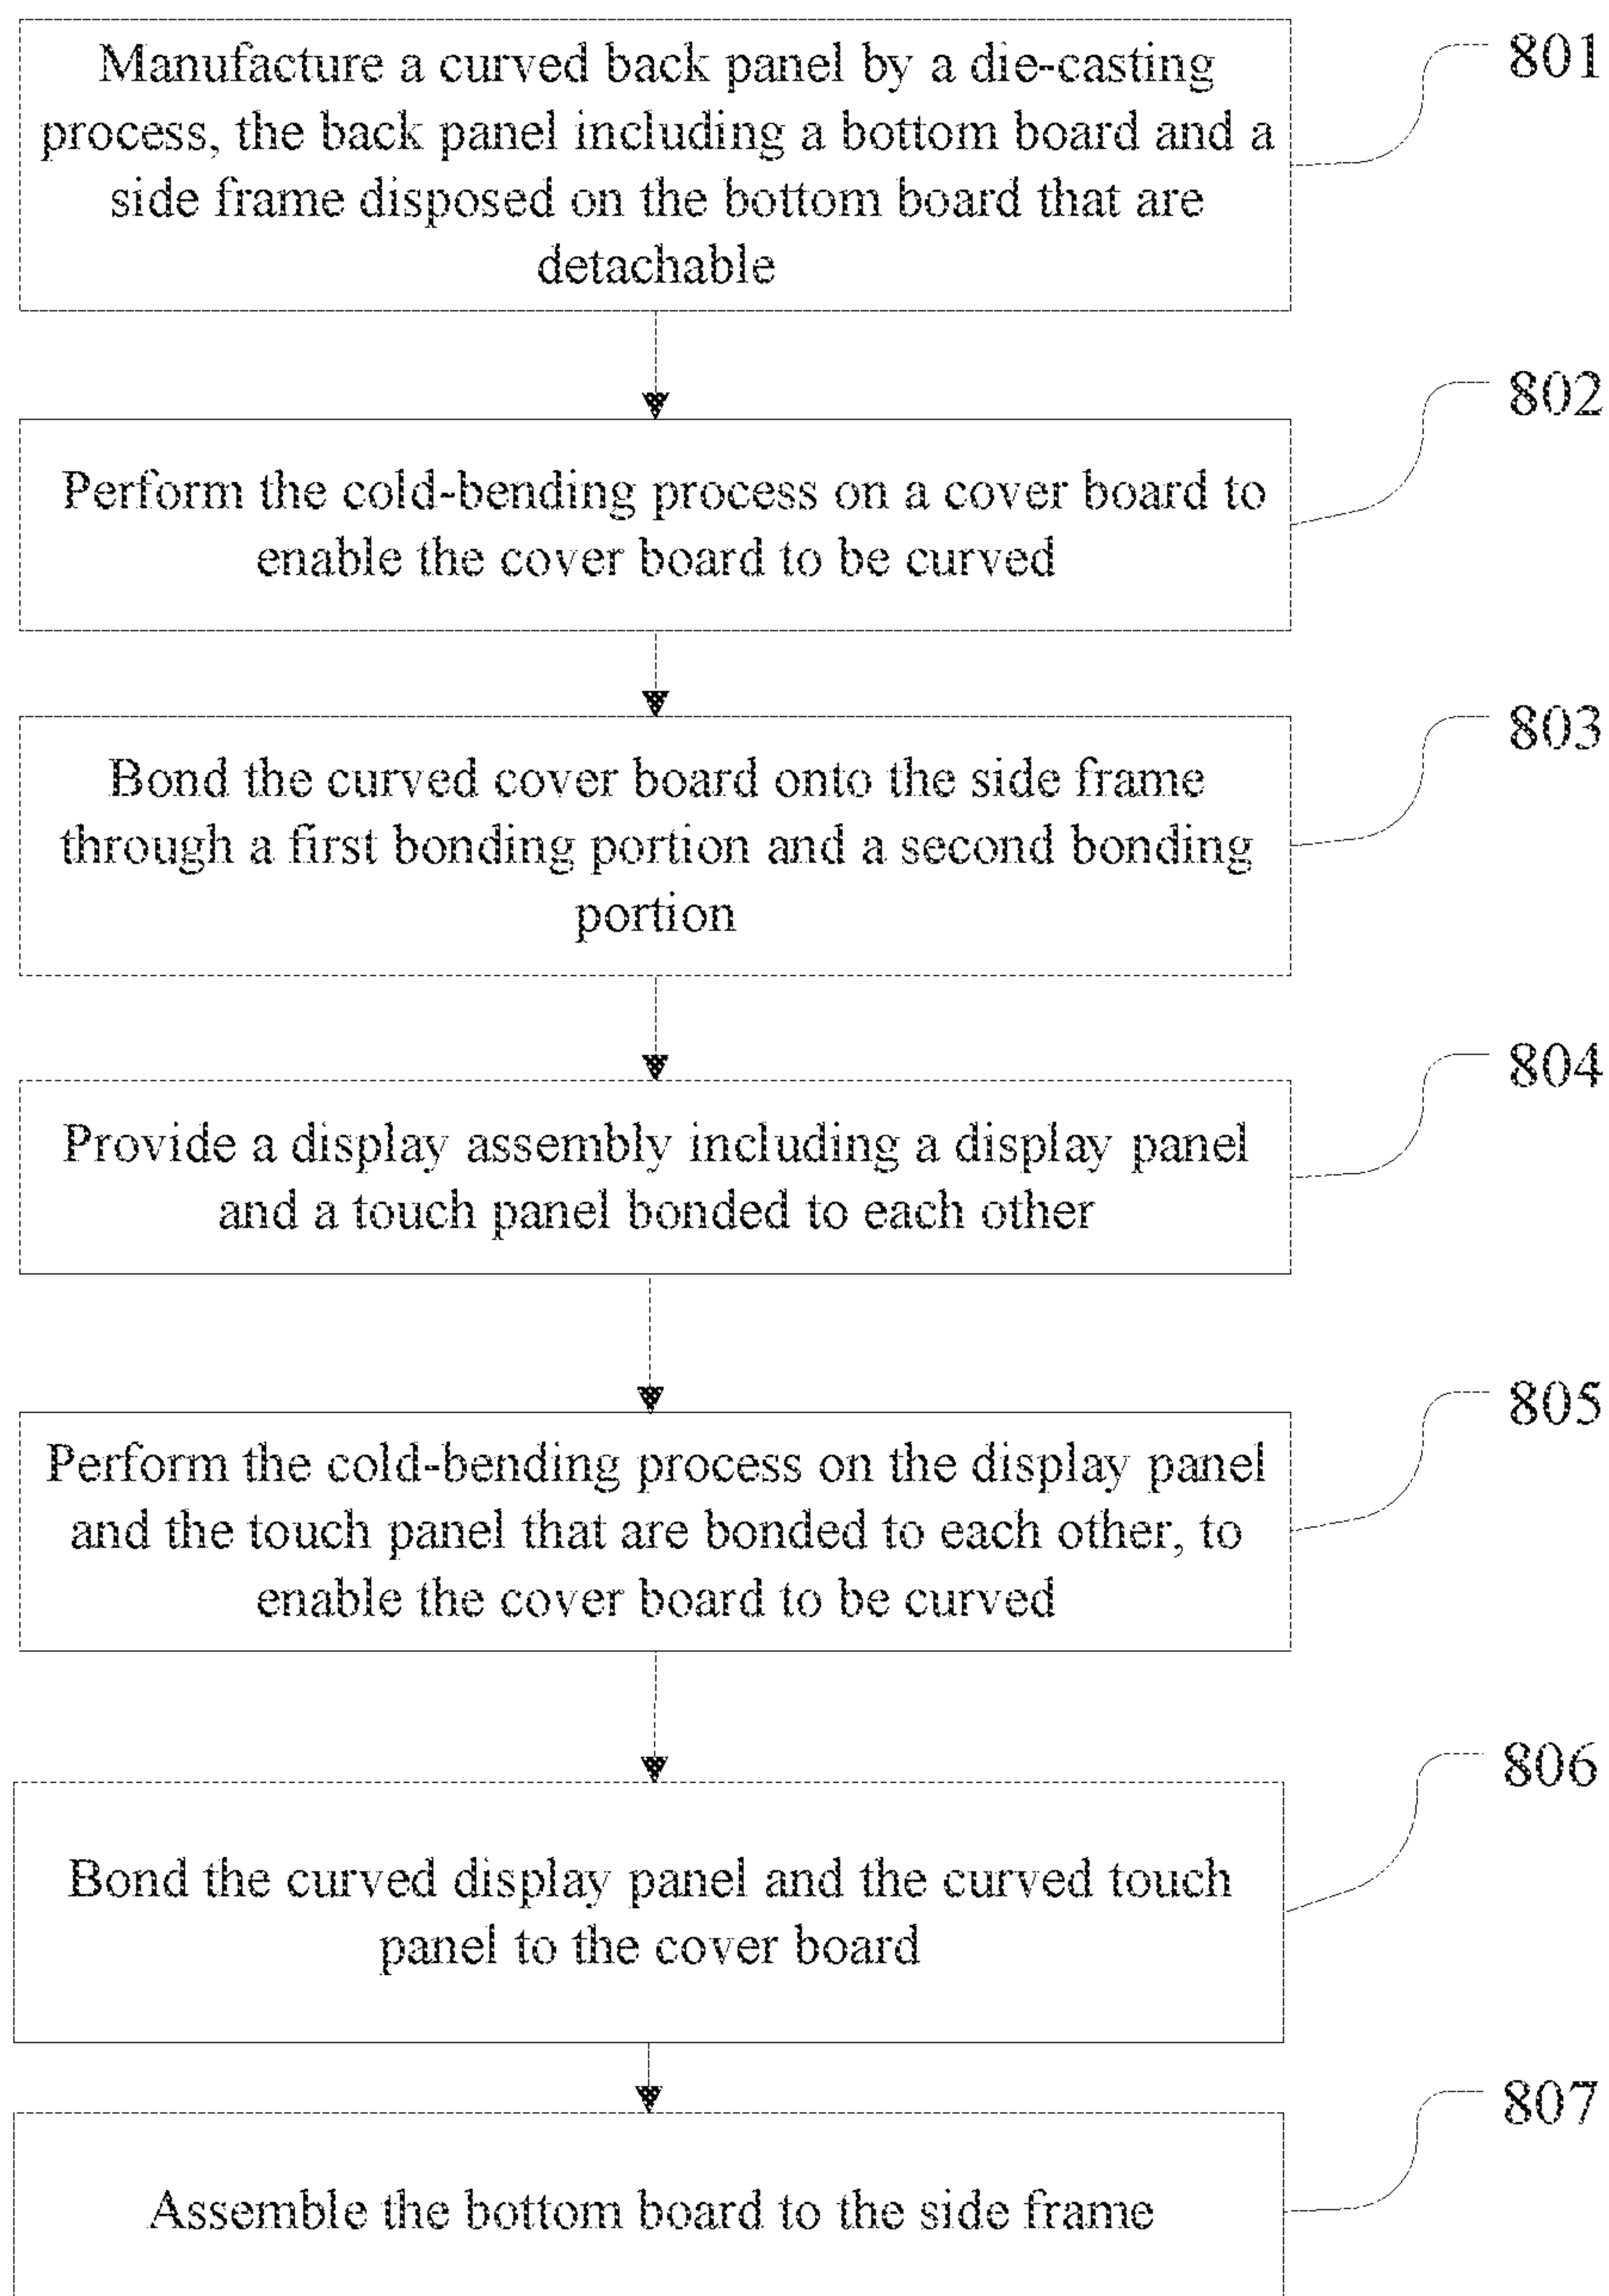 Manufacture a curved back panel by a die-casting
process, the back panel including a bottom board and a
side frame disposed on the bottom board that are
detachable
801
Perform the cold-bending process on a cover board to
enable the cover board to be curved
802
Bond the curved cover board onto the side frame
through a first bonding portion and a second bonding
portion
803
Provide a display assembly including a display panel
and a touch panel bonded to each other
804
Perform the cold-bending process on the display panel
and the touch panel that are bonded to each other, to
enable the cover board to be curved
805
Bond the curved display panel and the curved touch
panel to the cover board
806
Assemble the bottom board to the side frame
807